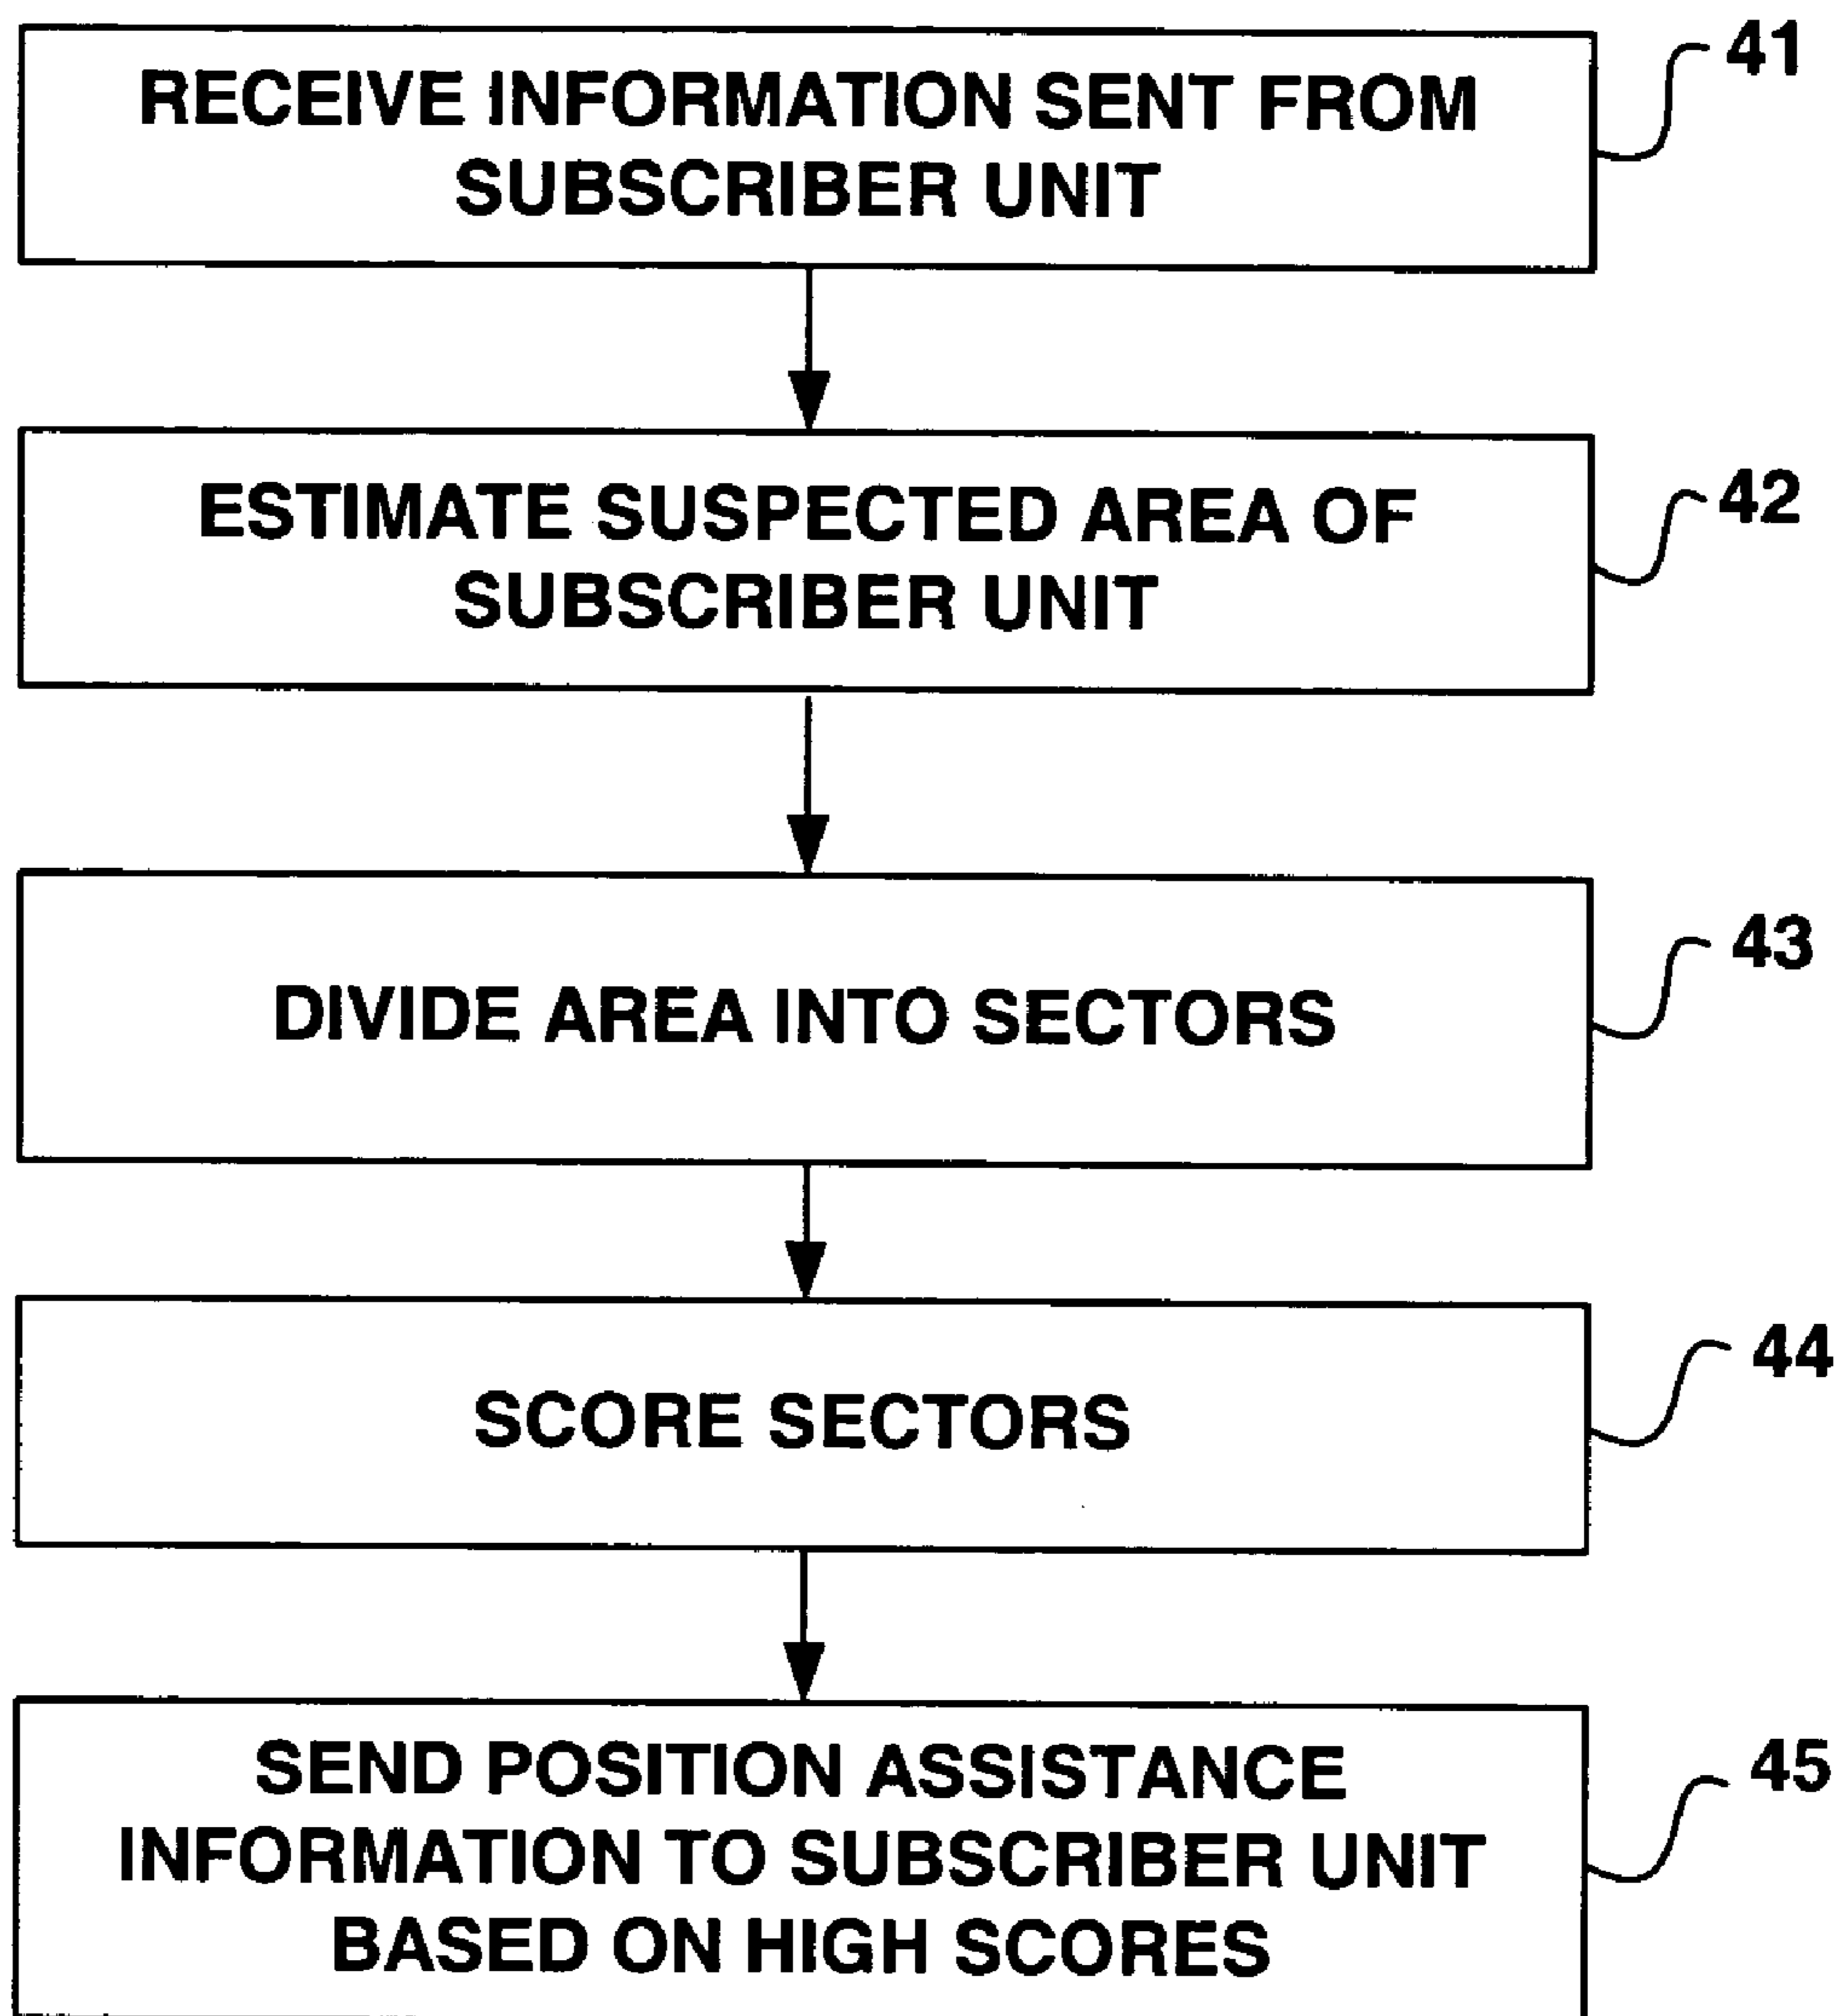 RECEIVE INFORMATION SENT FROM
SUBSCRIBER UNIT
41
ESTIMATE SUSPECTED AREA OF
SUBSCRIBER UNIT
42
DIVIDE AREA INTO SECTORS
43
SCORE SECTORS
44
SEND POSITION ASSISTANCE
INFORMATION TO SUBSCRIBER UNIT
BASED ON HIGH SCORES
45